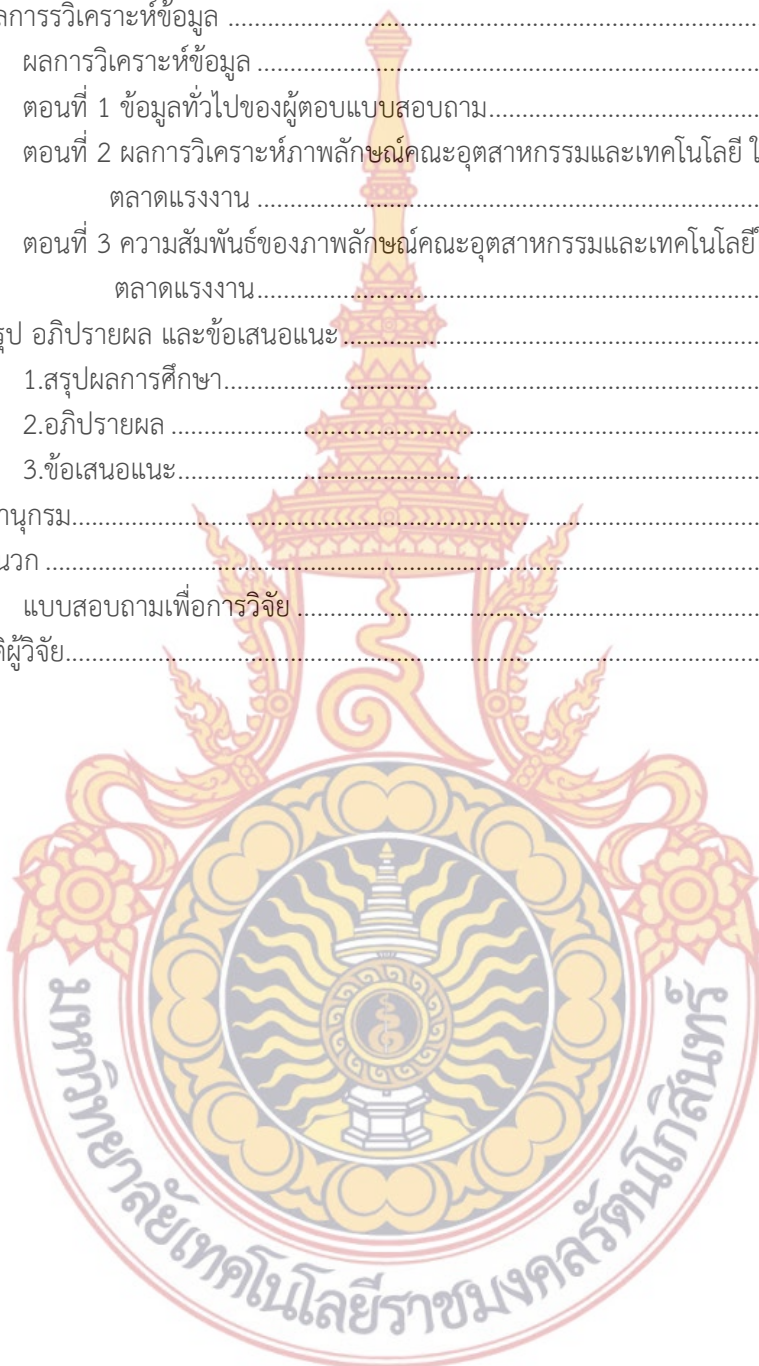 ลการรวิเคราะห์ข้อมูล ................................................
ผลการวิเคราะห์ข้อมูล ................................................
ตอนที่ 1 ข้อมูลทั่วไปของผู้ตอบแบบสอบถาม................................................
ตอนที่ 2 ผลการวิเคราะห์ภาพลักษณ์คณะอุตสาหกรรมและเทคโนโลยี ใ
ตลาดแรงงาน ................................................
ตอนที่ 3 ความสัมพันธ์ของภาพลักษณ์คณะอุตสาหกรรมและเทคโนโลยีใ
ตลาดแรงงาน................................................
รุป อภิปรายผล และข้อเสนอแนะ ................................................
1.สรุปผลการศึกษา................................................
2.อภิปรายผล ................................................
3.ข้อเสนอแนะ................................................
านุกรม................................................
นวก ................................................
แบบสอบถามเพื่อการวิจัย ................................................
ติผู้วิจัย................................................
มหาวิทยาลัยเทคโนโลยีราชมงคลรัตนโกสินทร์